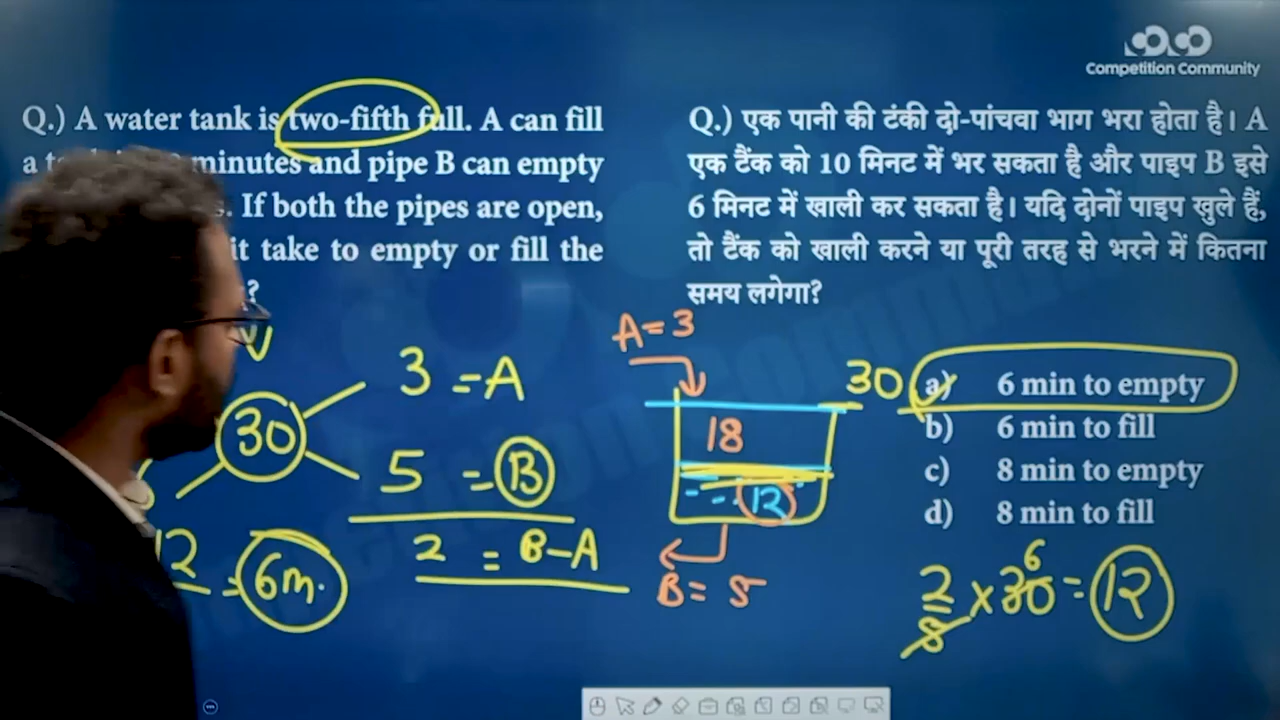 Competition Community
Q.) A water tank is two-fifth full. A can fill
a minutes and pipe B can empty
If both the pipes are open,
it take to empty or fill the
?
Q.) एक पानी की टंकी दो-पांचवा भाग भरा होता है। A
एक टैंक को 10 मिनट में भर सकता है और पाइप B इसे
6 मिनट में खाली कर सकता है। यदि दोनों पाइप खुले हैं,
तो टैंक को खाली करने या पूरी तरह से भरने में कितना
समय लगेगा?
30
3 = A
5 = B
2 = B-A
12 = 6m.
A = 3
30
18
12
B = 5
a) 6 min to empty
b) 6 min to fill
c) 8 min to empty
d) 8 min to fill
2/5 x 30 6 = 12